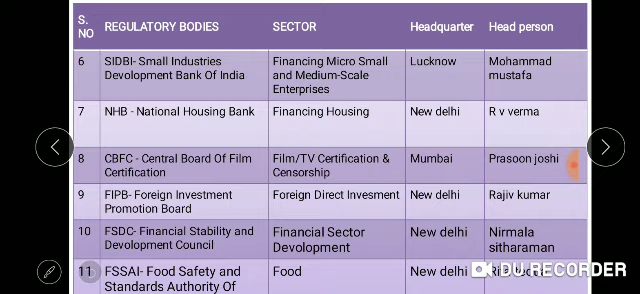 S. NO REGULATORY BODIES SECTOR Headquarter Head person
6 SIDBI- Small Industries Development Bank Of India Financing Micro Small and Medium-Scale Enterprises Lucknow Mohammad mustafa
7 NHB - National Housing Bank Financing Housing New delhi R v verma
8 CBFC - Central Board Of Film Certification Film/TV Certification & Censorship Mumbai Prasoon joshi
9 FIPB- Foreign Investment Promotion Board Foreign Direct Invesment New delhi Rajiv kumar
10 FSDC- Financial Stability and Development Council Financial Sector Development New delhi Nirmala sitharaman
11 FSSAI- Food Safety and Standards Authority Of Food New delhi
DU RECORDER